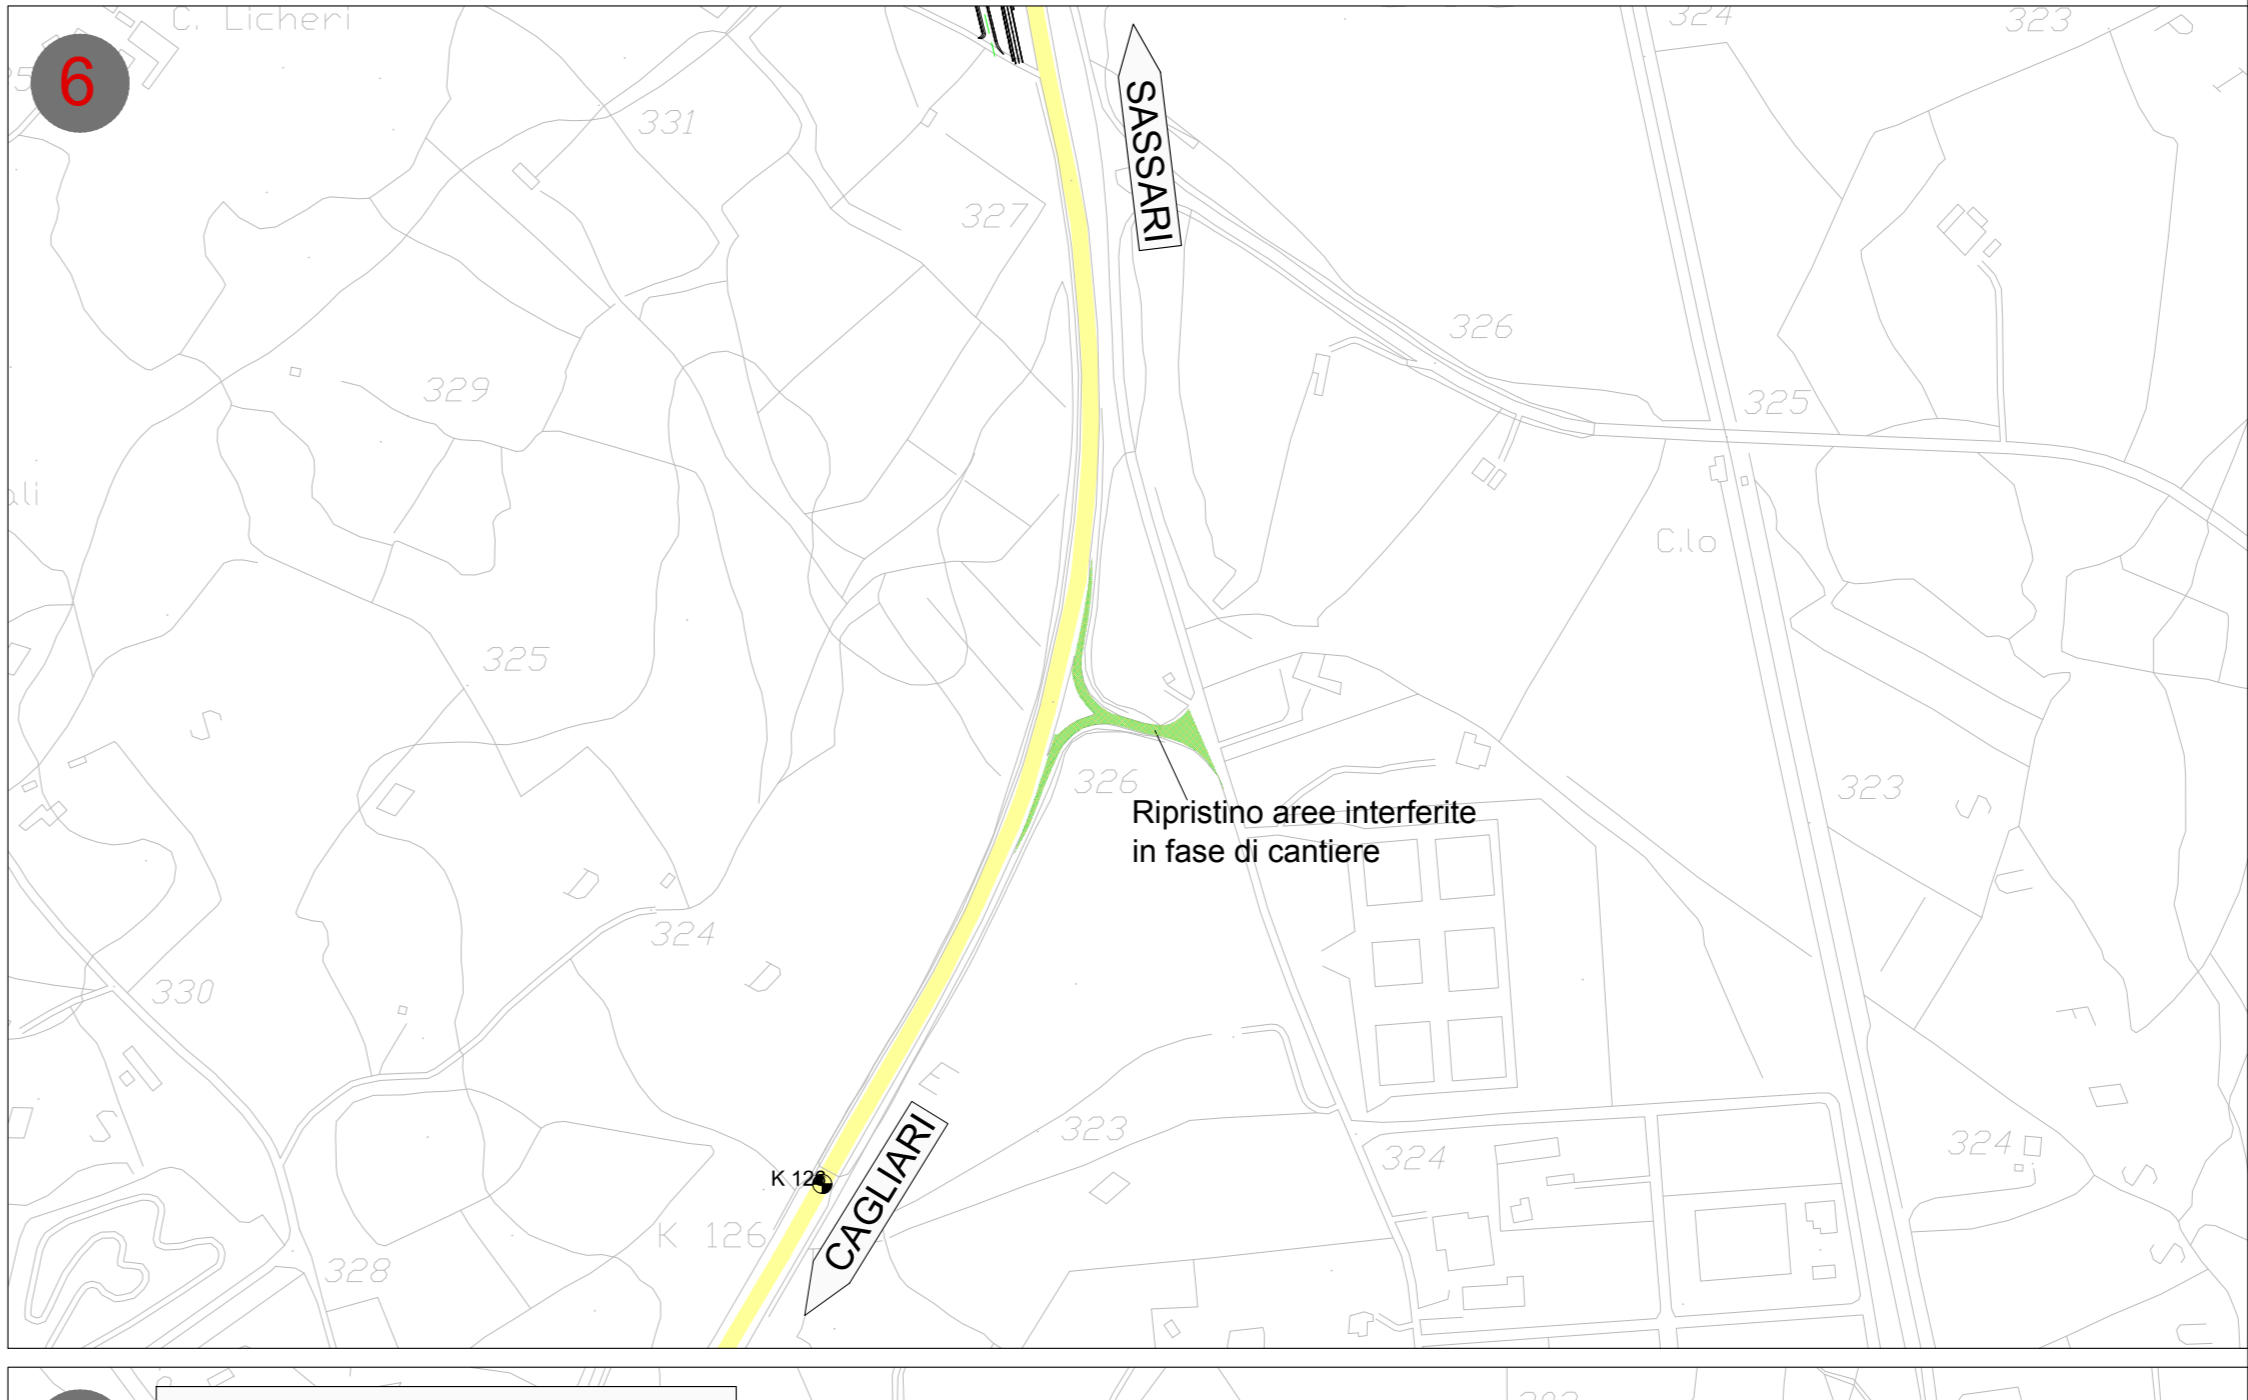 C. Licheri
324
323
6
331
SASSARI
327
326
329
325
C.lo
325
326
323
S
Ripristino aree interferite
in fase di cantiere
S
U
D
324
D
330
F
E
S
323
324
324
S
CAGLIARI
K 126
328
S
U